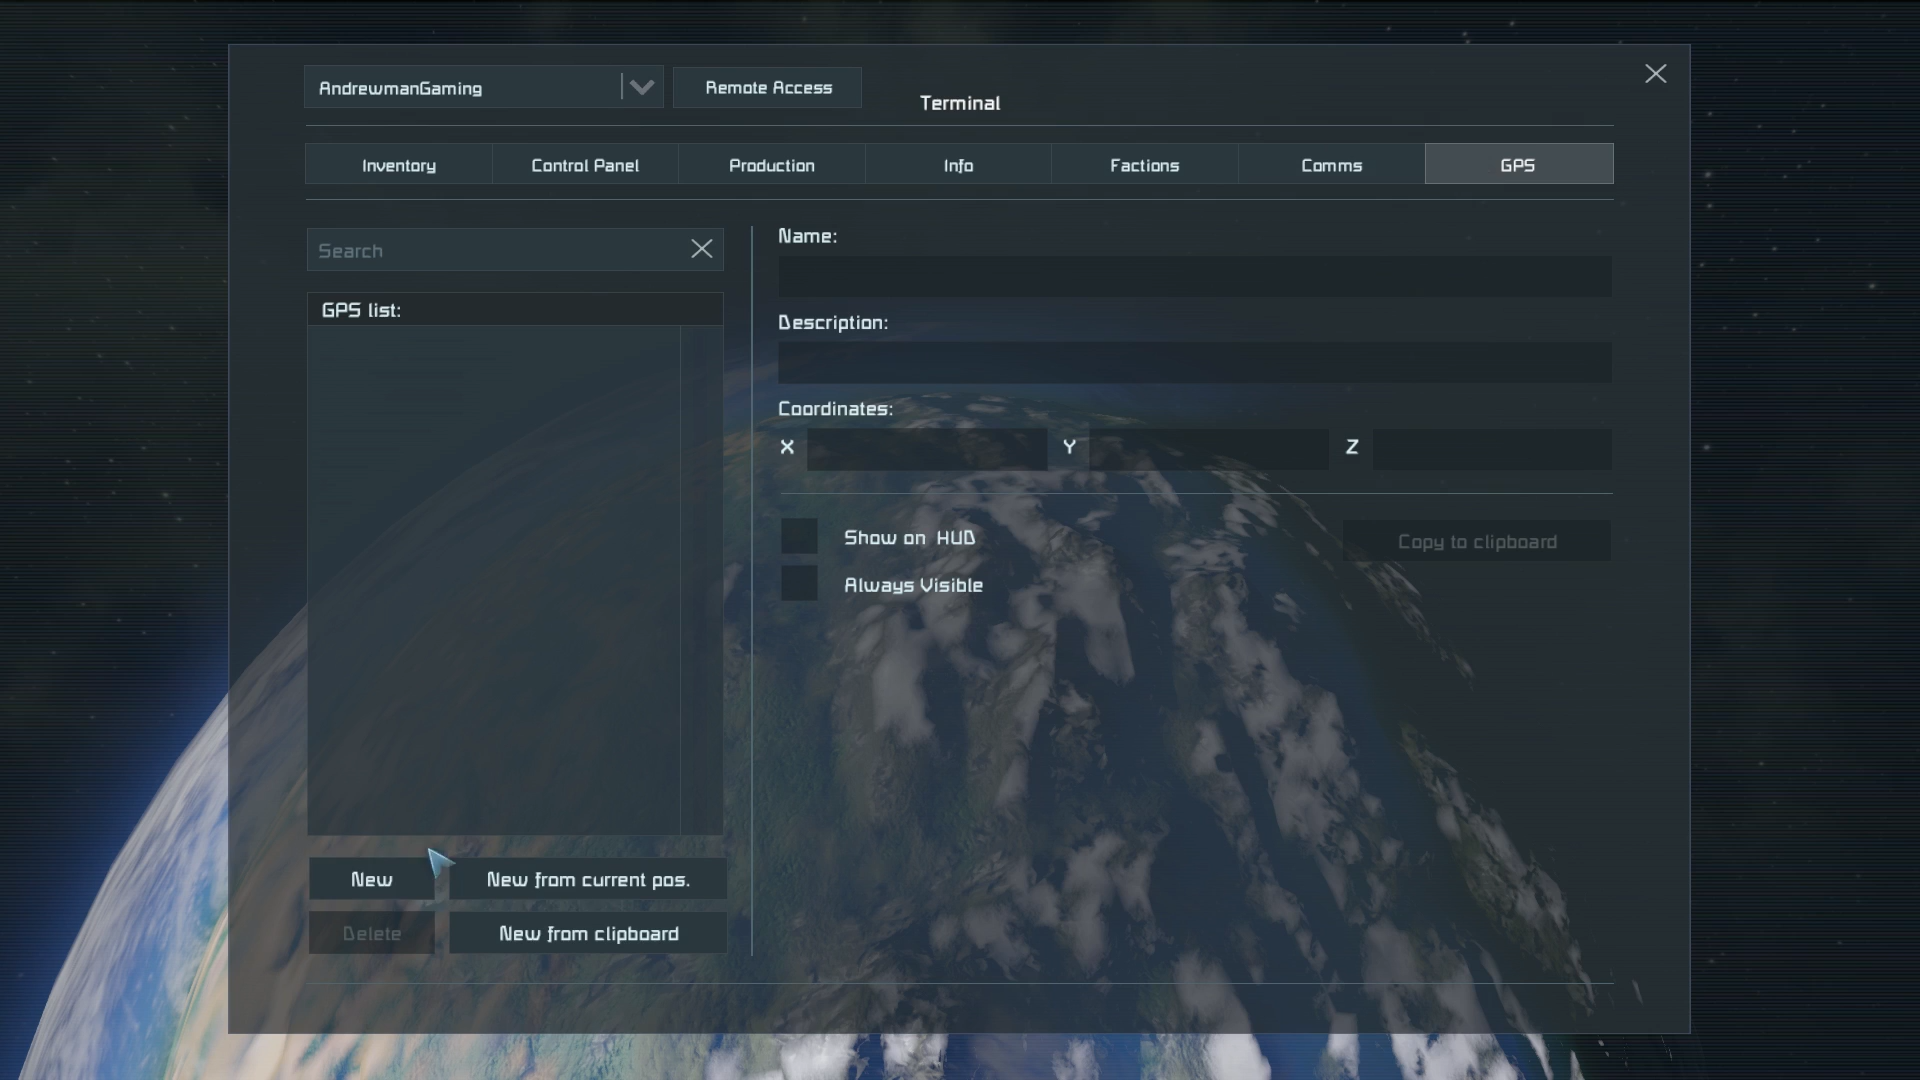 AndrewmanGaming
Remote Access
Terminal
Inventory
Control Panel
Production
Info
Factions
Comms
GPS
Search
GPS list:
Name:
Description:
Coordinates:
X
Y
Z
Show on HUD
Always Visible
Copy to clipboard
New
New from current pos.
Delete
New from clipboard